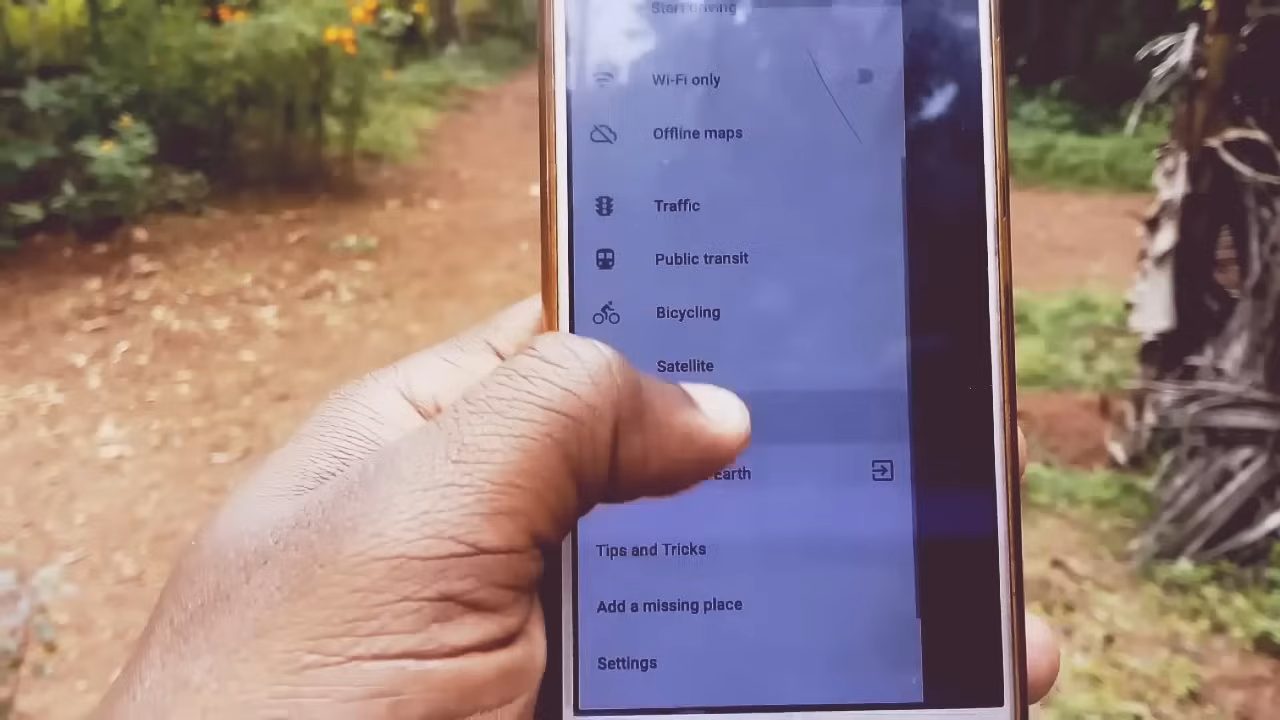 Start driving
Wi-Fi only
Offline maps
Traffic
Public transit
Bicycling
Satellite
Earth
Tips and Tricks
Add a missing place
Settings